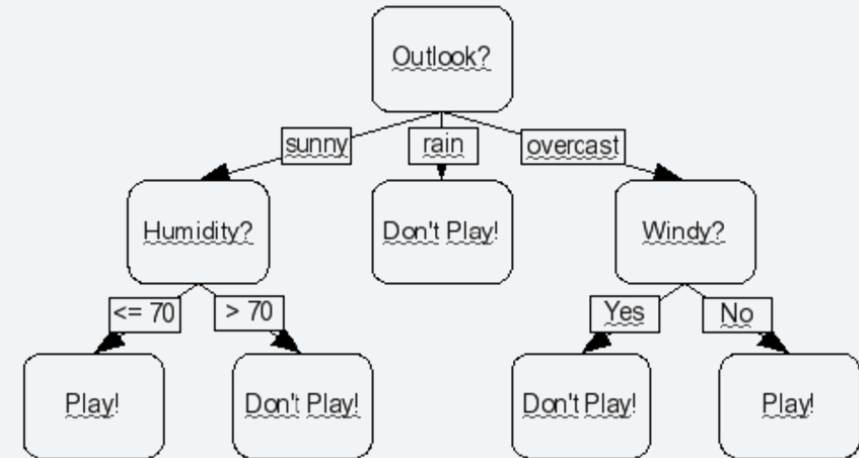 Outlook?
sunny
rain
overcast
Humidity?
Don't Play!
Windy?
<= 70
> 70
Yes
No
Play!
Don't Play!
Don't Play!
Play!